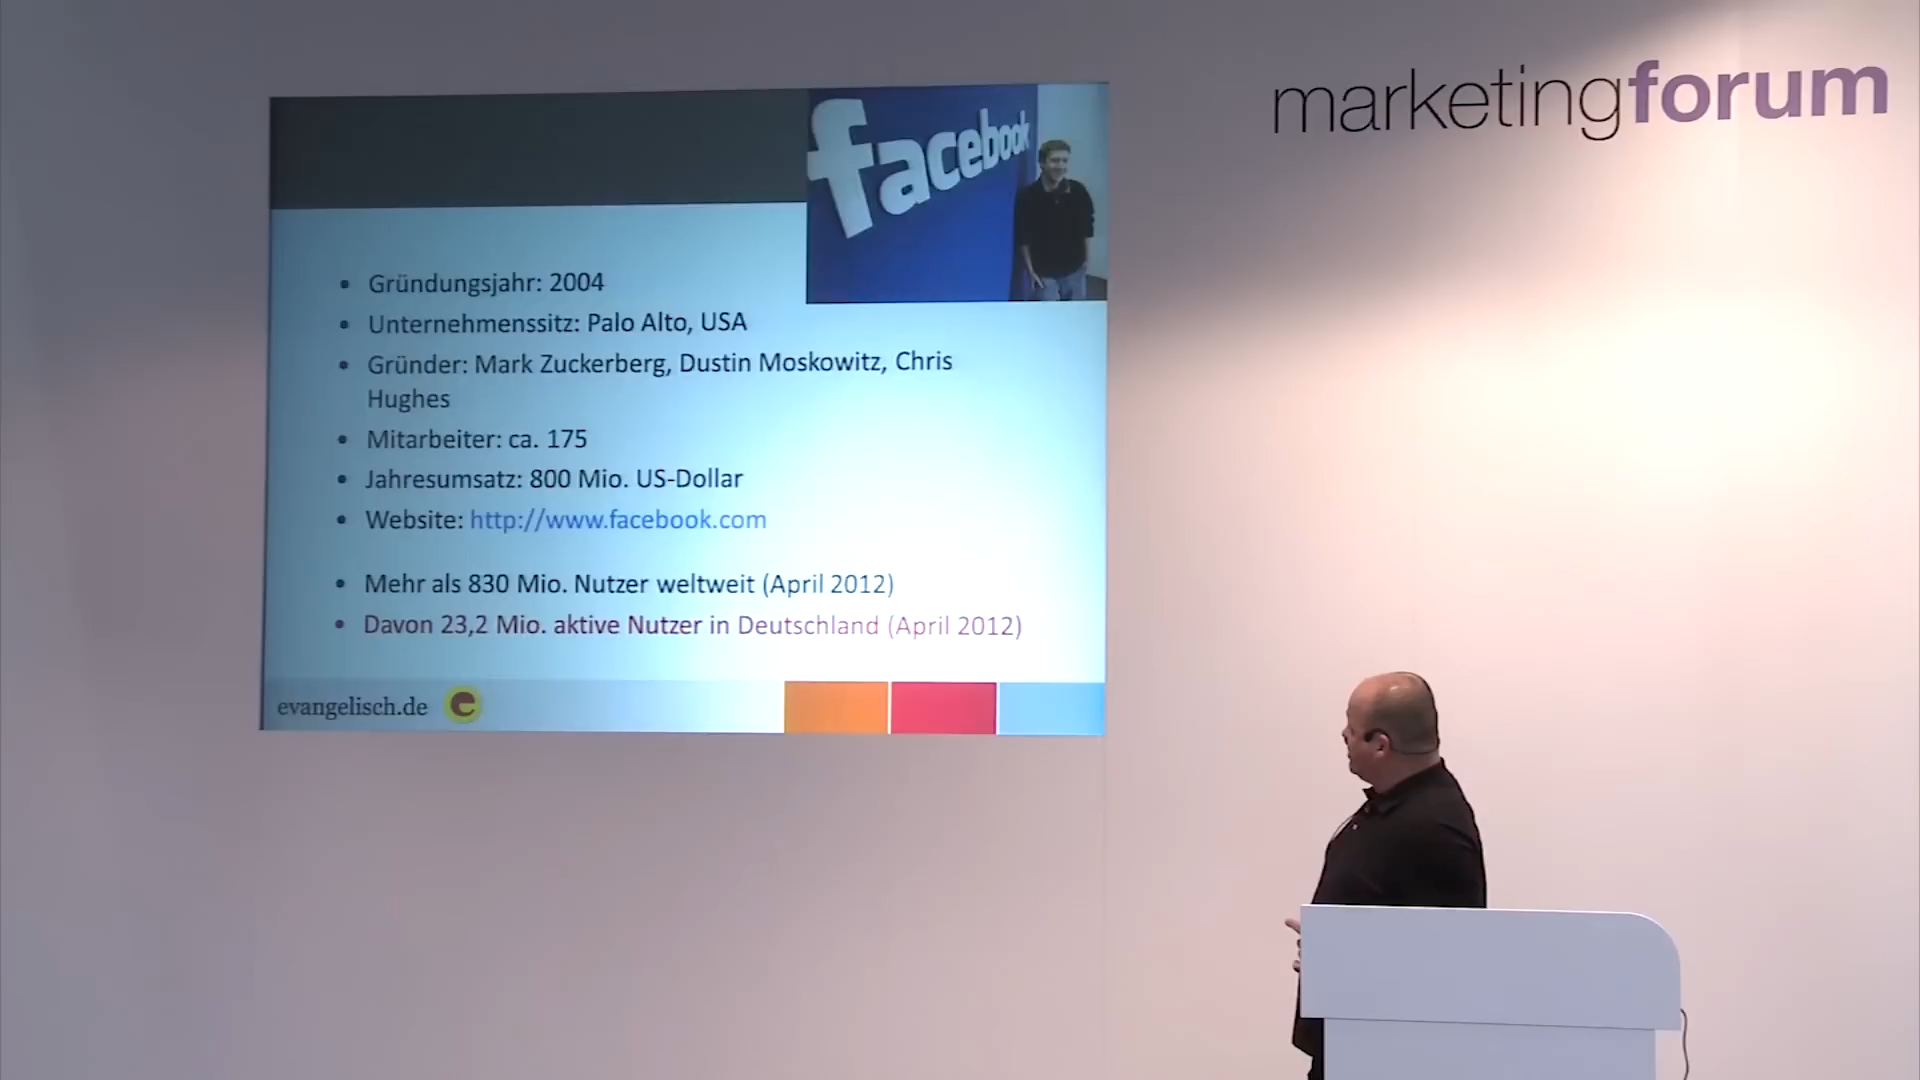 marketingforum
facebook
• Gründungsjahr: 2004
• Unternehmenssitz: Palo Alto, USA
• Gründer: Mark Zuckerberg, Dustin Moskowitz, Chris
Hughes
• Mitarbeiter: ca. 175
• Jahresumsatz: 800 Mio. US-Dollar
• Website: http://www.facebook.com
• Mehr als 830 Mio. Nutzer weltweit (April 2012)
• Davon 23,2 Mio. aktive Nutzer in Deutschland (April 2012)
evangelisch.de e